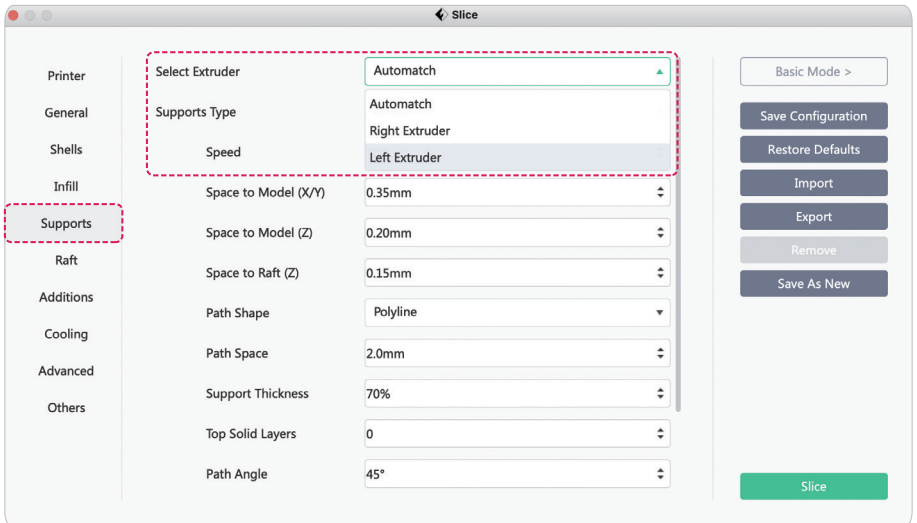 Slice
Printer
General
Shells
Infill
Supports
Raft
Additions
Cooling
Advanced
Others
Select Extruder Automatch
Automatch
Supports Type
Right Extruder
Speed Left Extruder
Space to Model (X/Y) 0.35mm
Space to Model (Z) 0.20mm
Space to Raft (Z) 0.15mm
Path Shape Polyline
Path Space 2.0mm
Support Thickness 70%
Top Solid Layers 0
Path Angle 45°
Basic Mode >
Save Configuration
Restore Defaults
Import
Export
Remove
Save As New
Slice